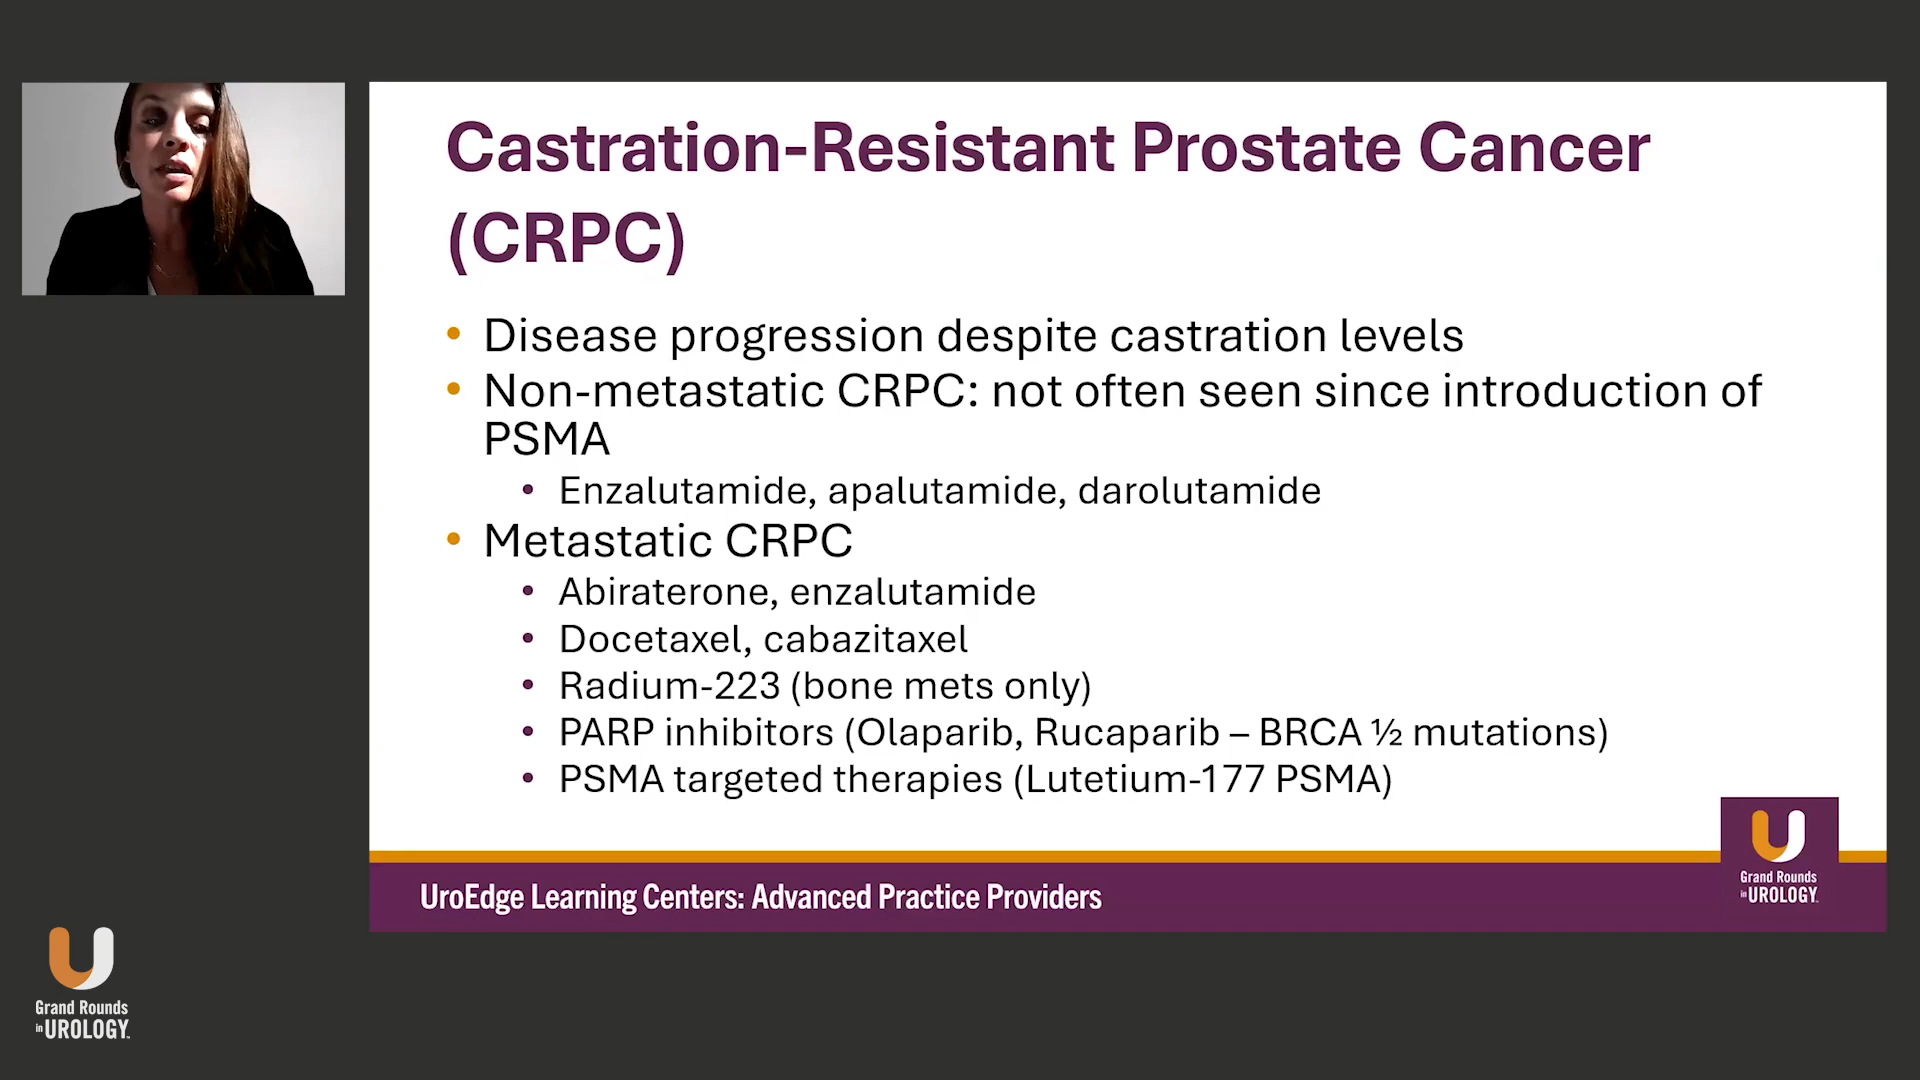 Castration-Resistant Prostate Cancer
(CRPC)
• Disease progression despite castration levels
• Non-metastatic CRPC: not often seen since introduction of
PSMA
• Enzalutamide, apalutamide, darolutamide
• Metastatic CRPC
• Abiraterone, enzalutamide
• Docetaxel, cabazitaxel
• Radium-223 (bone mets only)
• PARP inhibitors (Olaparib, Rucaparib – BRCA ½ mutations)
• PSMA targeted therapies (Lutetium-177 PSMA)
UroEdge Learning Centers: Advanced Practice Providers
Grand Rounds
in UROLOGY
Grand Rounds
in UROLOGY